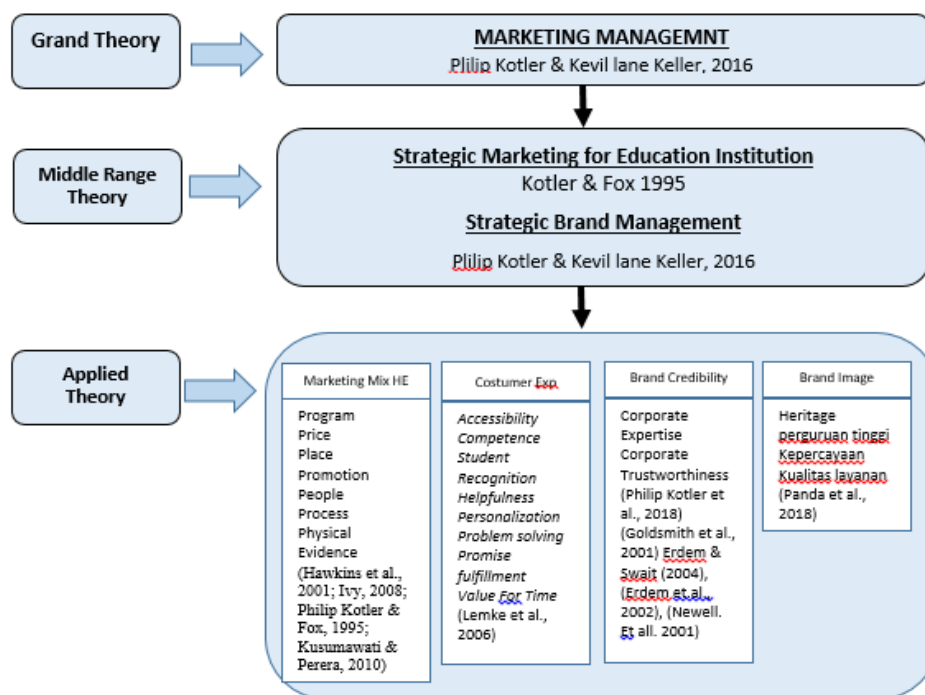 Grand Theory
MARKETING MANAGEMNT
Plilip Kotler & Kevil lane Keller, 2016
Middle Range
Theory
Strategic Marketing for Education Institution
Kotler & Fox 1995
Strategic Brand Management
Plilip Kotler & Kevil lane Keller, 2016
Applied
Theory
Marketing Mix HE
Program
Price
Place
Promotion
People
Process
Physical
Evidence
(Hawkins et al.,
2001; Ivy, 2008;
Philip Kotler &
Fox, 1995;
Kusumawati &
Perera, 2010)
Costumer Exp
Accessibility
Competence
Student
Recognition
Helpfulness
Personalization
Problem solving
Promise
fulfillment
Value For Time
(Lemke et al.,
2006)
Brand Credibility
Corporate
Expertise
Corporate
Trustworthiness
(Philip Kotler et
al., 2018)
(Goldsmith et al.,
2001) Erdem &
Swait (2004),
(Erdem et.al.,
2002), (Newell.
Et all. 2001)
Brand Image
Heritage
perguruan tinggi
Kepercayaan
Kualitas layanan
(Panda et al.,
2018)